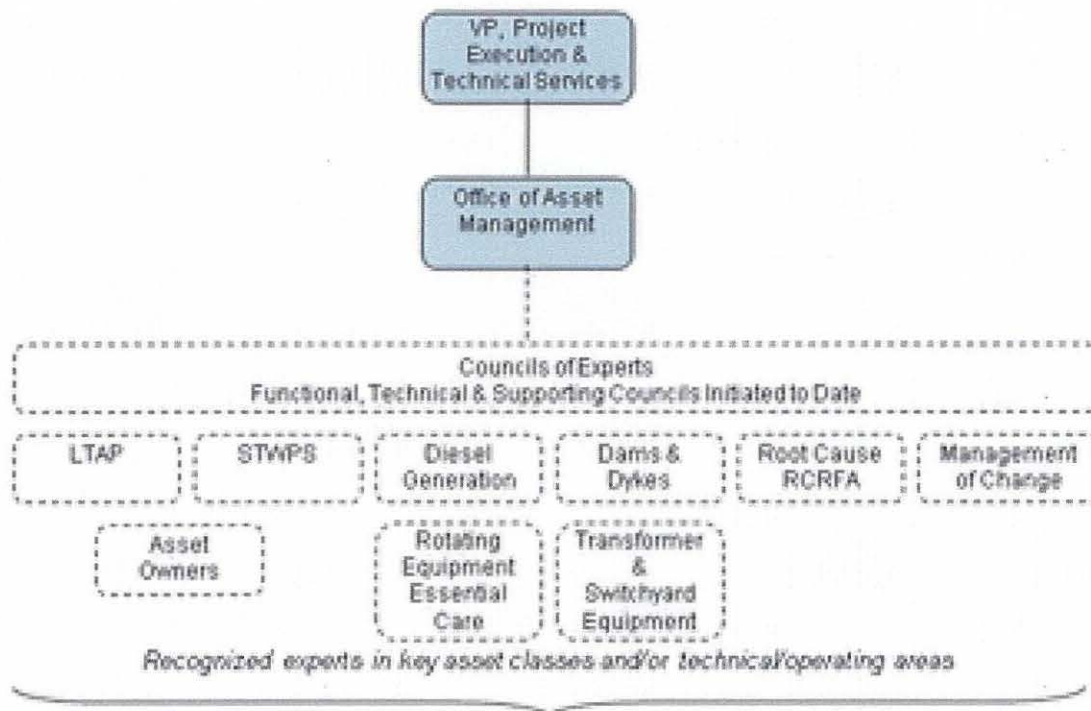 VP, Project
Execution &
Technical Services
Office of Asset
Management
Councils of Experts
Functional, Technical & Supporting Councils Initiated to Date
LTAP
STWPS
Diesel
Generation
Dams &
Dykes
Root Cause
RCRFA
Management
of Change
Asset
Owners
Rotating
Equipment
Essential
Care
Transformer
&
Switchyard
Equipment
Recognized experts in key asset classes and/or technical/operating areas